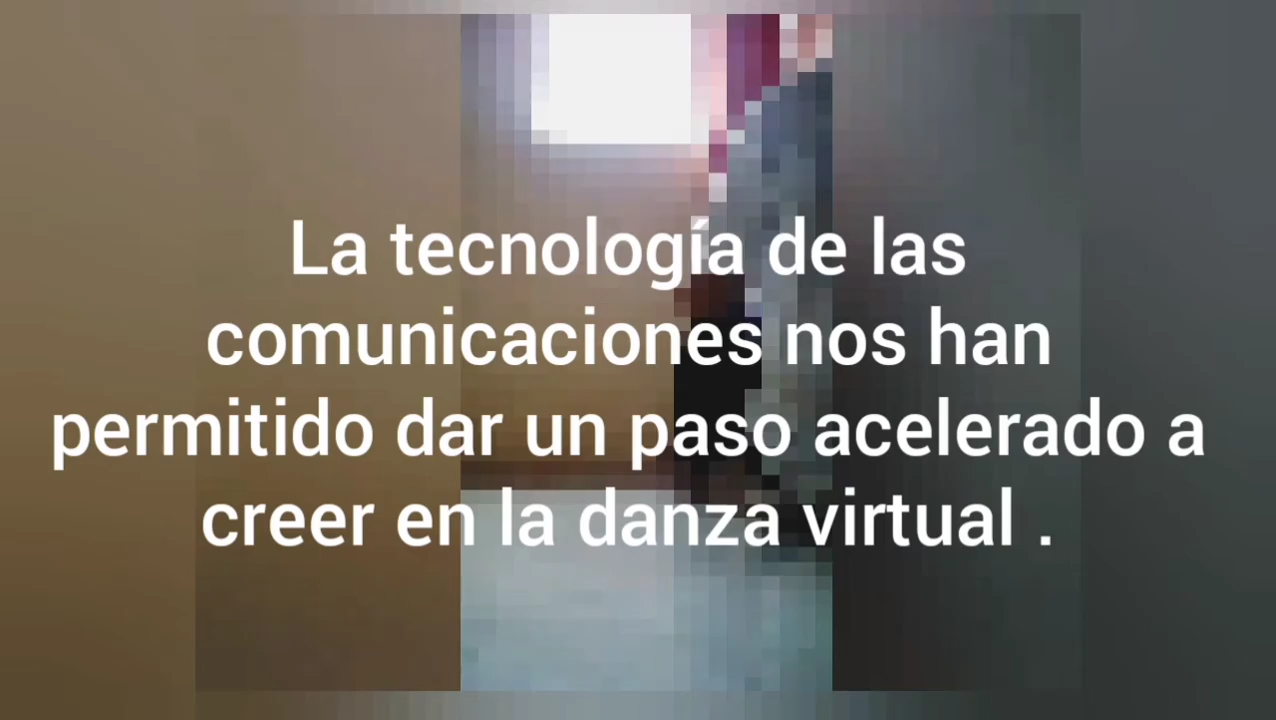 La tecnología de las
comunicaciones nos han
permitido dar un paso acelerado a
creer en la danza virtual .